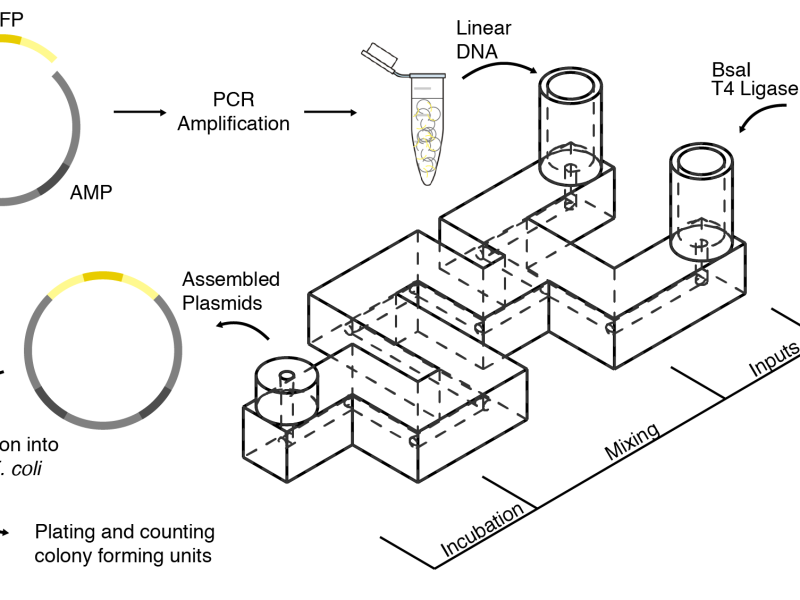 FP
Linear
DNA
BsaI
T4 Ligase
PCR
Amplification
AMP
Assembled
Plasmids
Inputs
Mixing
Incubation
on into
. coli
Plating and counting
colony forming units